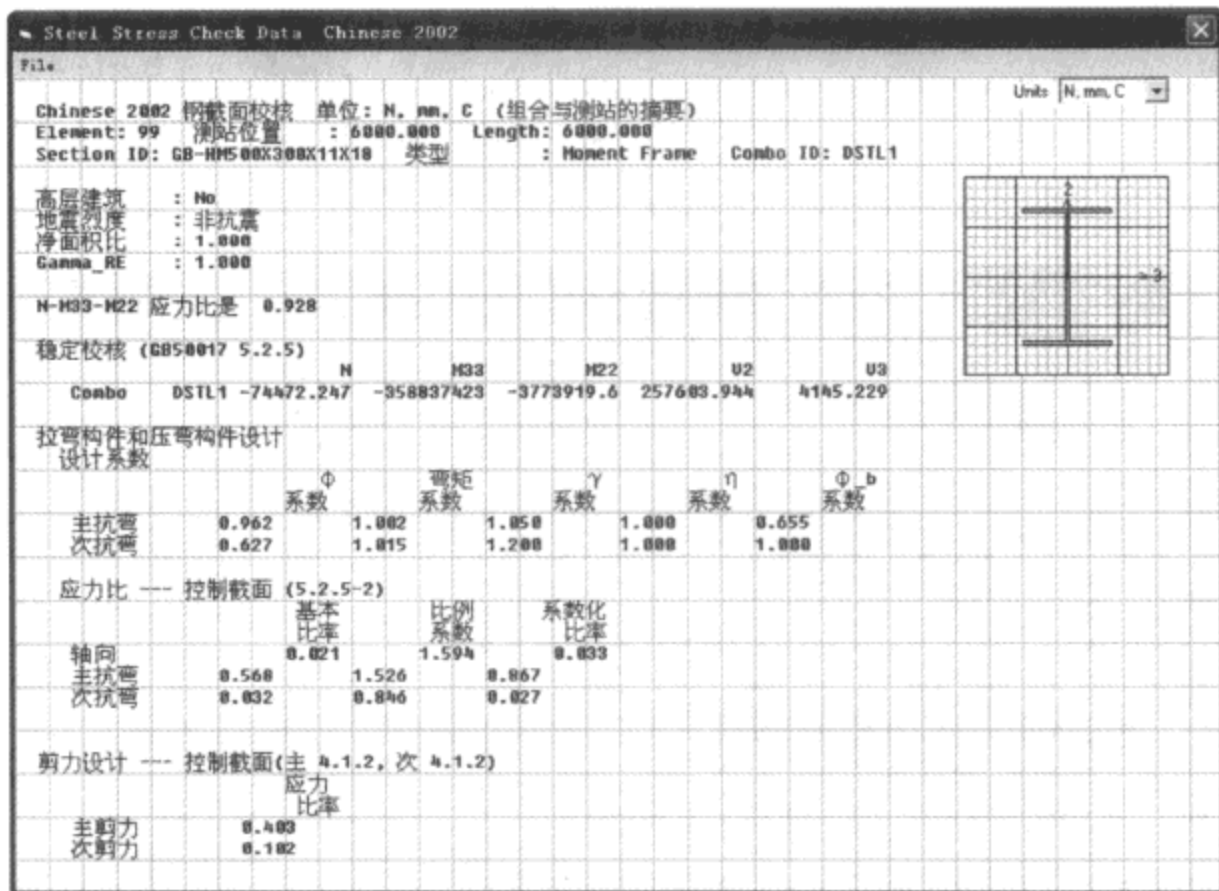 Steel Stress Check Data Chinese 2002
File
Units N, mm, C
Chinese 2002 钢截面校核 单位: N, mm, C (组合与测站的摘要)
Element: 99 测站位置 : 6000.000 Length: 6000.000
Section ID: GB-HM500X300X11X18 类型 : Moment Frame Combo ID: DSTL1
高层建筑 : No
地震烈度 : 非抗震
净面积比 : 1.000
Gamma_RE : 1.000
N-M33-M22 应力比是 0.928
稳定校核 (GB50017 5.2.5)
N M33 M22 V2 V3
Combo DSTL1 -74472.247 -358837423 -3773919.6 257603.944 4145.229
拉弯构件和压弯构件设计
设计系数
Φ 弯矩 γ η Φ_b
系数 系数 系数 系数 系数
主抗弯 0.962 1.002 1.050 1.000 0.655
次抗弯 0.627 1.015 1.200 1.000 1.000
应力比 --- 控制截面 (5.2.5-2)
基本 比例 系数化
比率 系数 比率
轴向 0.021 1.594 0.033
主抗弯 0.568 1.526 0.867
次抗弯 0.032 0.846 0.027
剪力设计 --- 控制截面(主 4.1.2, 次 4.1.2)
应力
比率
主剪力 0.403
次剪力 0.102
2
3